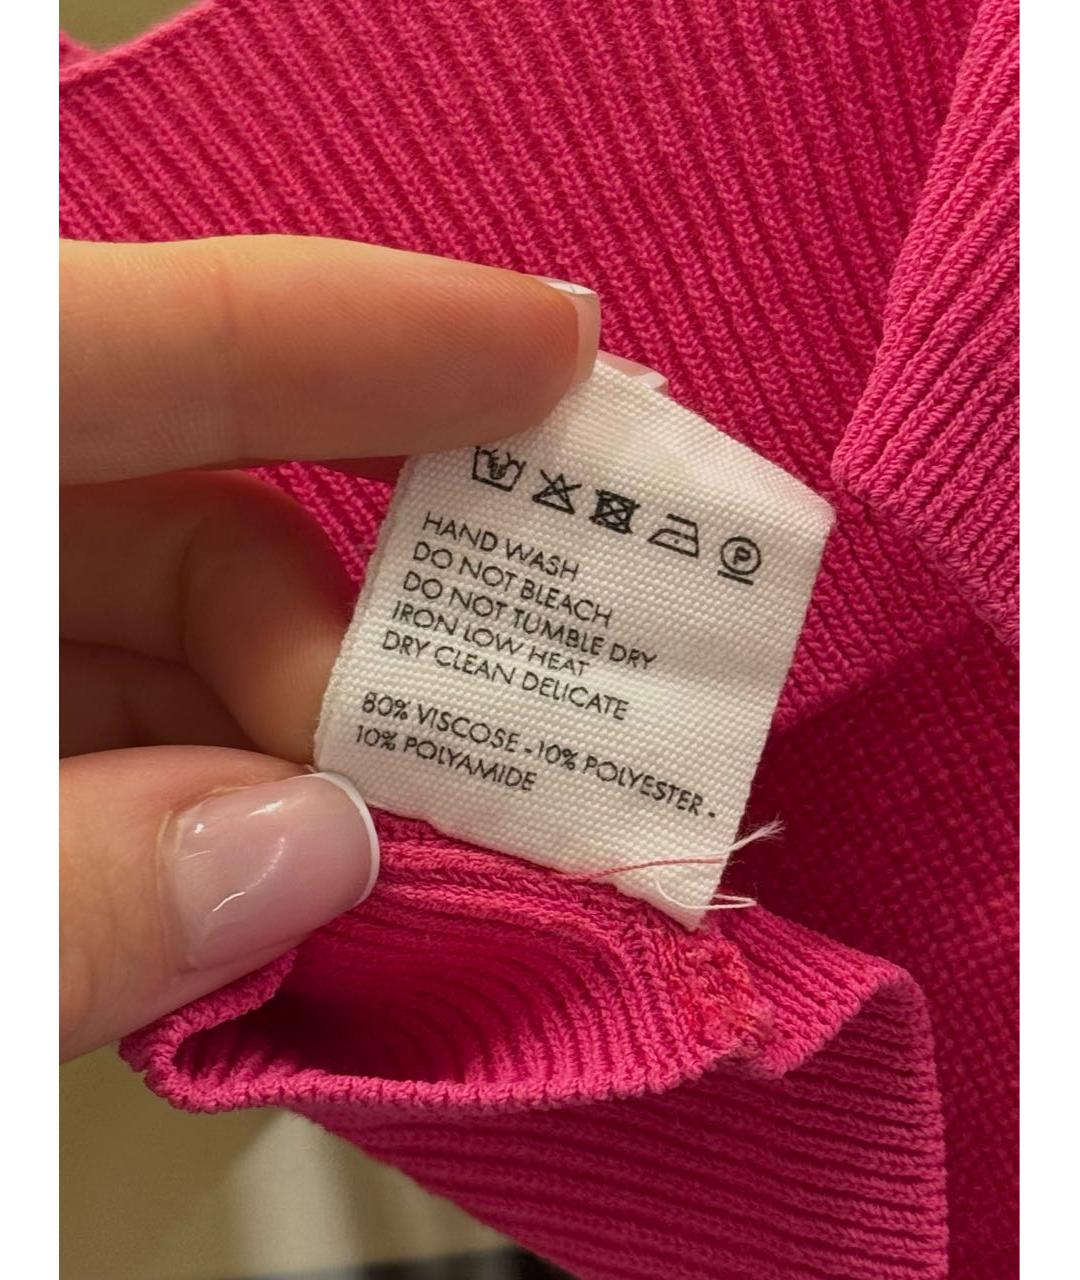 P
HAND WASH
DO NOT BLEACH
DO NOT TUMBLE DRY
IRON LOW HEAT
DRY CLEAN DELICATE
80% VISCOSE - 10% POLYESTER -
10% POLYAMIDE